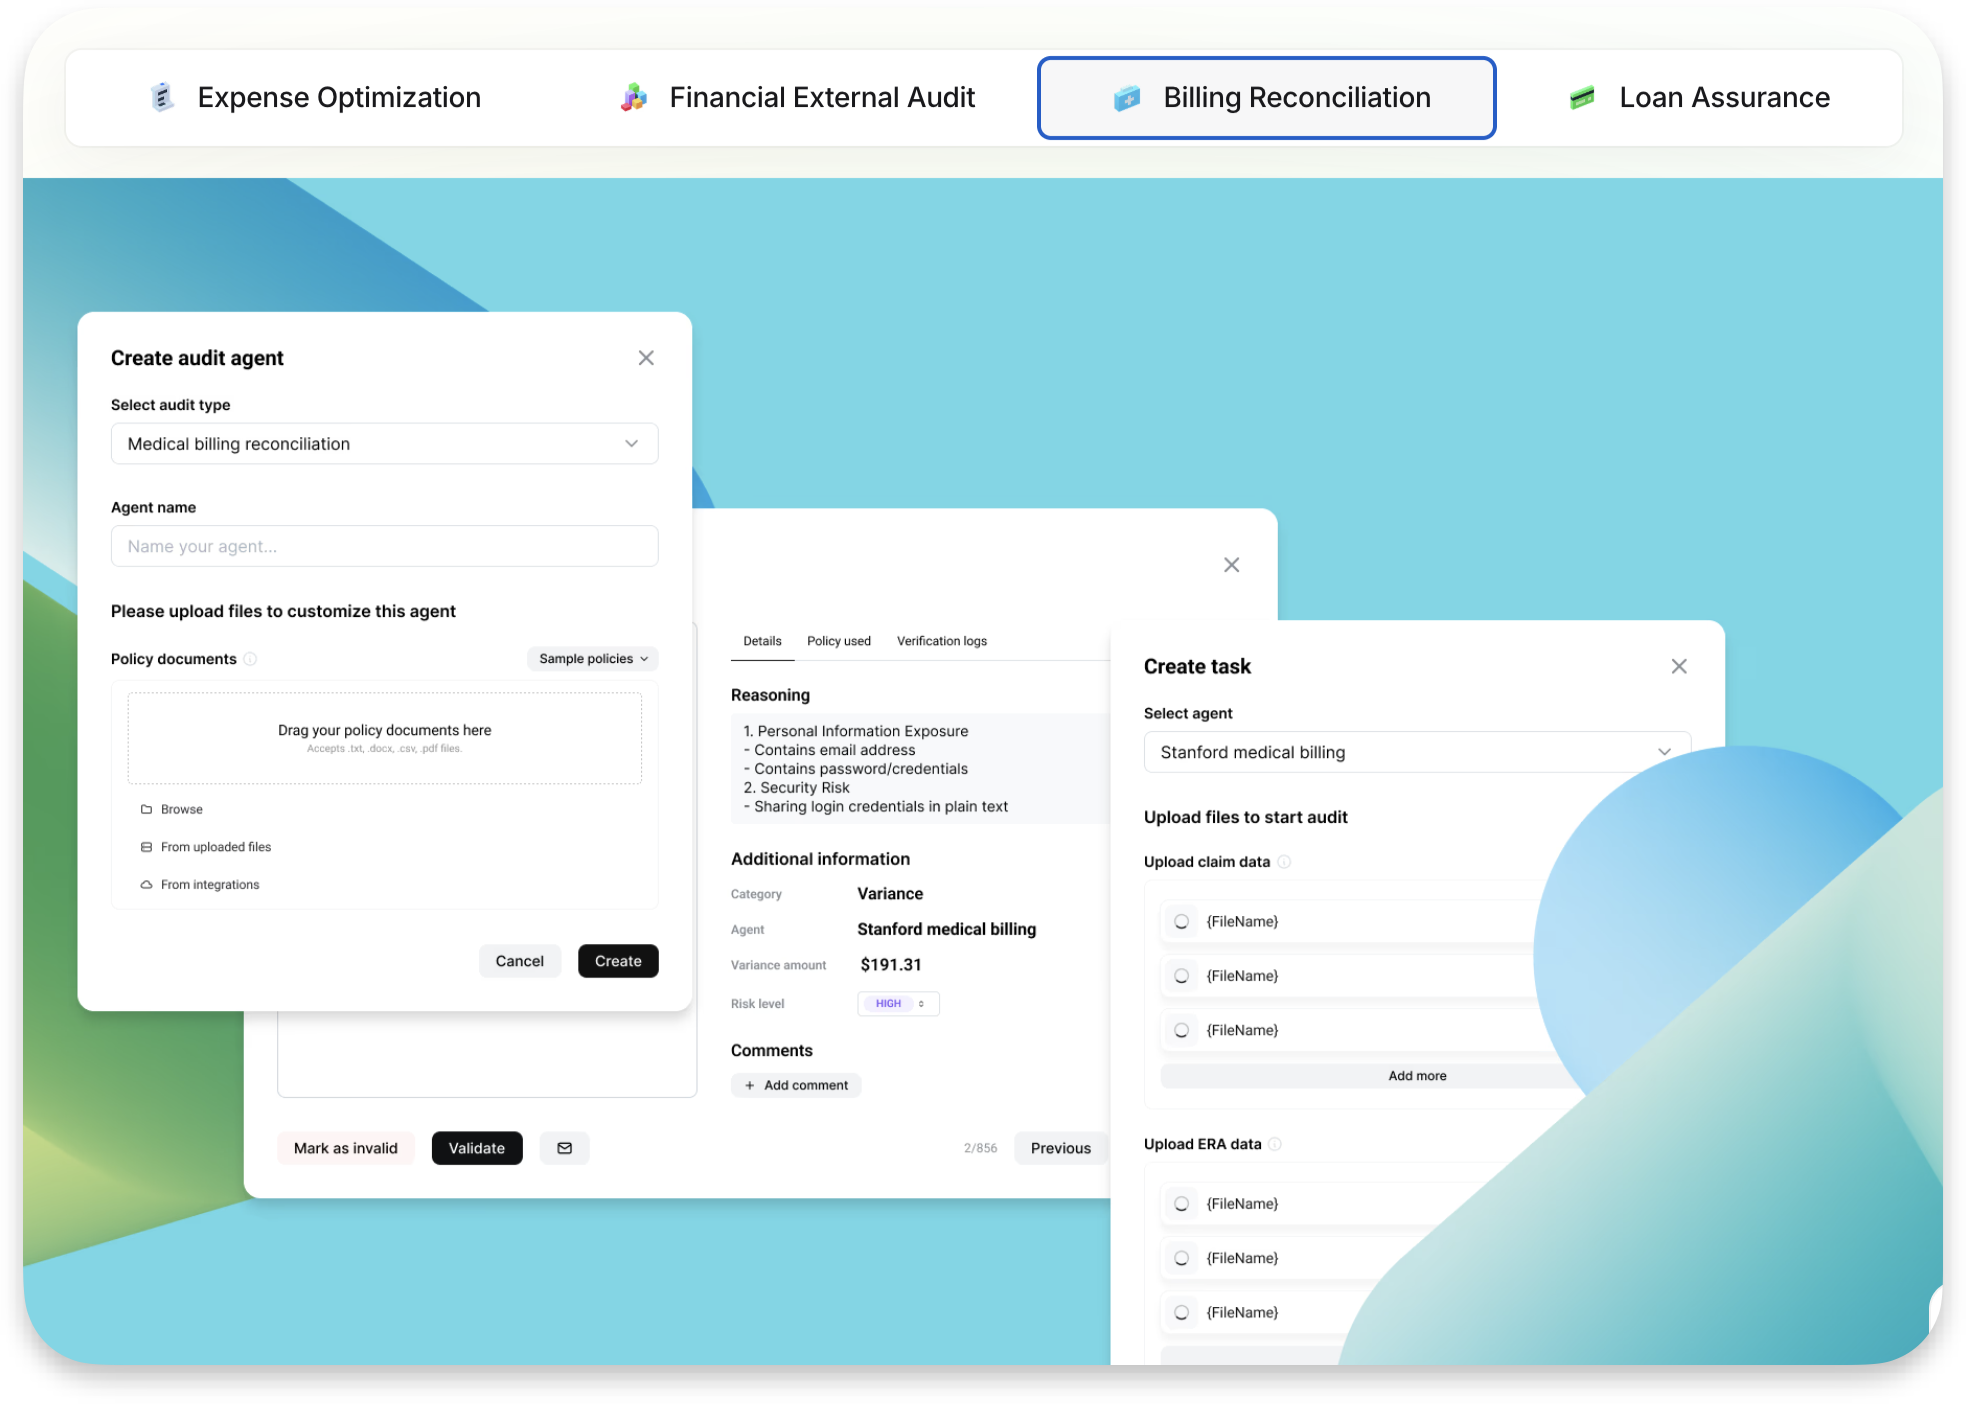 Expense Optimization
Financial External Audit
Billing Reconciliation
Loan Assurance
Create audit agent
Select audit type
Medical billing reconciliation
Agent name
Name your agent...
Please upload files to customize this agent
Policy documents
Sample policies
Drag your policy documents here
Accepts .txt, .docx, .csv, .pdf files.
Browse
From uploaded files
From integrations
Cancel
Create
Details
Policy used
Verification logs
Reasoning
1. Personal Information Exposure
- Contains email address
- Contains password/credentials
2. Security Risk
- Sharing login credentials in plain text
Additional information
Category
Variance
Agent
Stanford medical billing
Variance amount
$191.31
Risk level
HIGH
Comments
+ Add comment
Mark as invalid
Validate
2/856
Previous
Create task
Select agent
Stanford medical billing
Upload files to start audit
Upload claim data
{FileName}
{FileName}
{FileName}
Add more
Upload ERA data
{FileName}
{FileName}
{FileName}